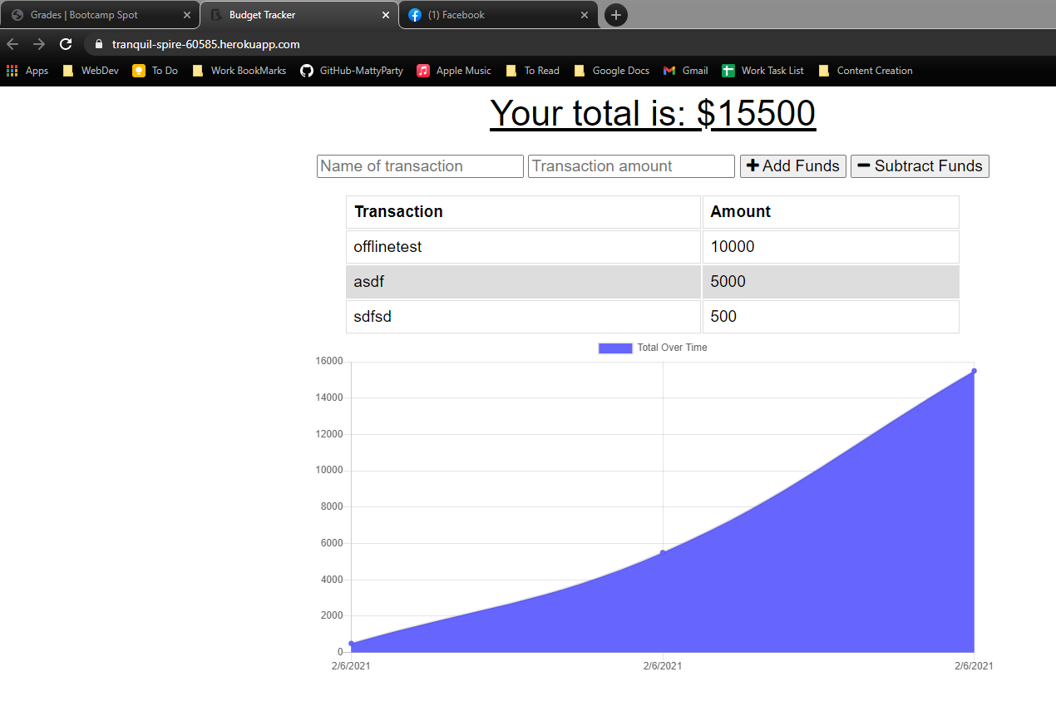 Grades | Bootcamp Spot
Budget Tracker
(1) Facebook
tranquil-spire-60585.herokuapp.com
Apps WebDev To Do Work BookMarks GitHub-MattyParty Apple Music To Read Google Docs Gmail Work Task List Content Creation
Your total is: $15500
Name of transaction Transaction amount Add Funds Subtract Funds
Transaction Amount
offlinetest 10000
asdf 5000
sdfsd 500
Total Over Time
16000
14000
12000
10000
8000
6000
4000
2000
0
2/6/2021 2/6/2021 2/6/2021